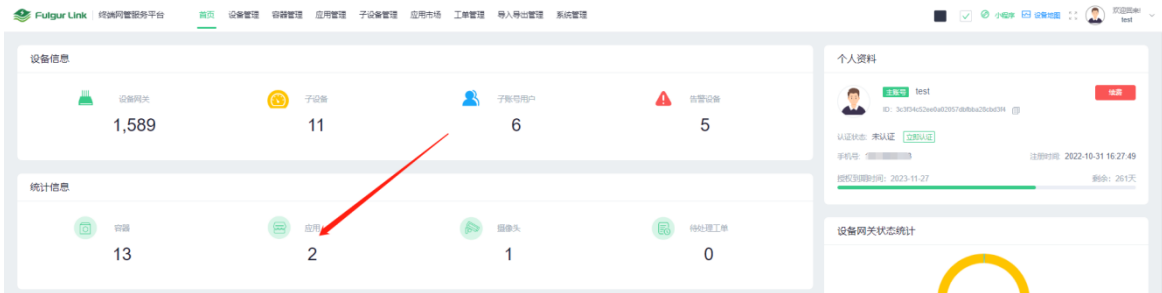 Fulgur Link 终端网管服务平台 首页 设备管理 容器管理 应用管理 子设备管理 应用市场 工单管理 导入导出管理 系统管理 小程序 设备地图 欢迎回来! test
设备信息
设备网关 子设备 子账号用户 告警设备
1,589 11 6 5
统计信息
容器 应用 摄像头 待处理工单
13 2 1 0
个人资料
主账号 test 续费
ID: 3c3f34c52ee0a82057dbfbba28cbd3f4
认证状态: 未认证 立即认证
手机号: 注册时间: 2022-10-31 16:27:49
授权到期时间: 2023-11-27 剩余: 261天
设备网关状态统计